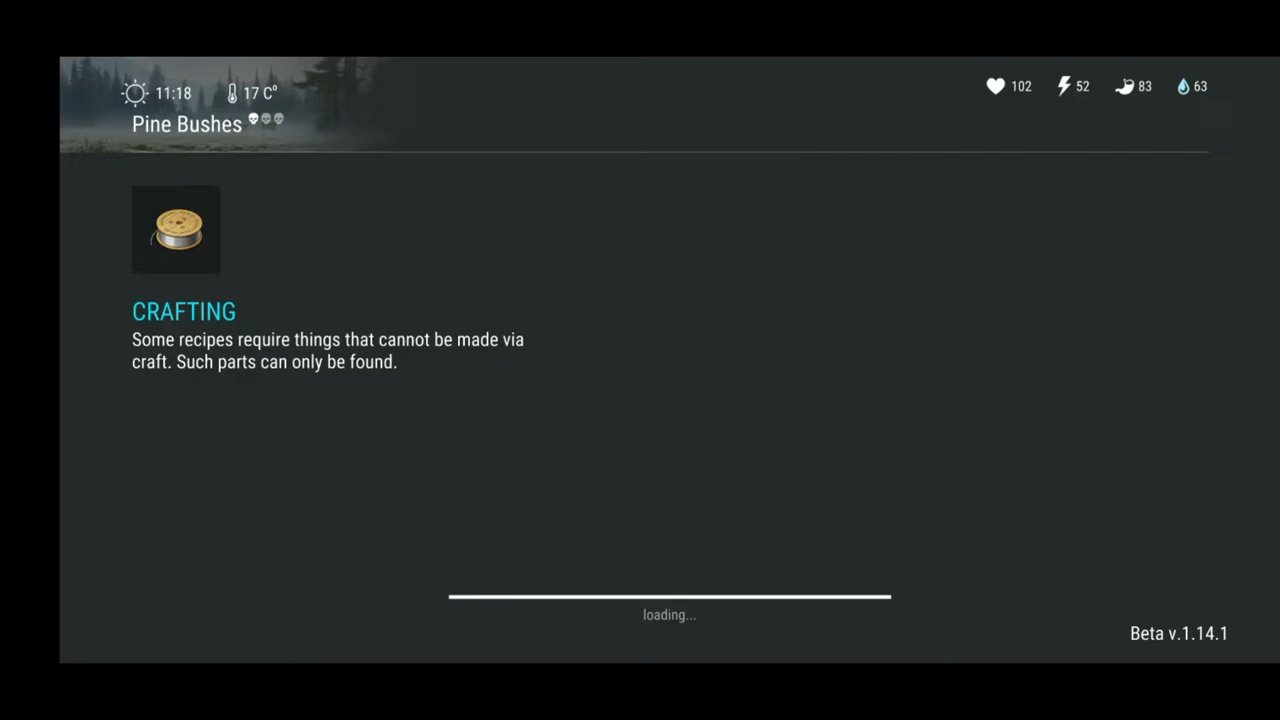 11:18 17 C°
Pine Bushes
102 52 83 63
CRAFTING
Some recipes require things that cannot be made via
craft. Such parts can only be found.
loading...
Beta v.1.14.1